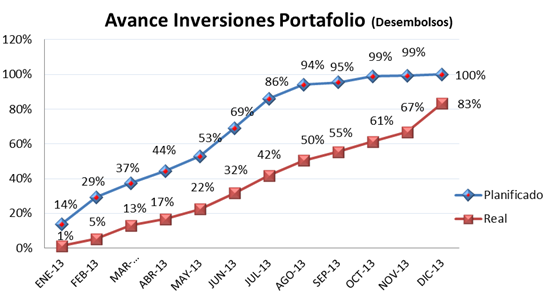 Avance Inversiones Portafolio (Desembolsos)
120%
100%
80%
60%
40%
20%
0%
14%
29%
37%
44%
53%
69%
86%
94%
95%
99%
99%
100%
1%
5%
13%
17%
22%
32%
42%
50%
55%
61%
67%
83%
ENE-13
FEB-13
MAR-...
ABR-13
MAY-13
JUN-13
JUL-13
AGO-13
SEP-13
OCT-13
NOV-13
DIC-13
Planificado
Real